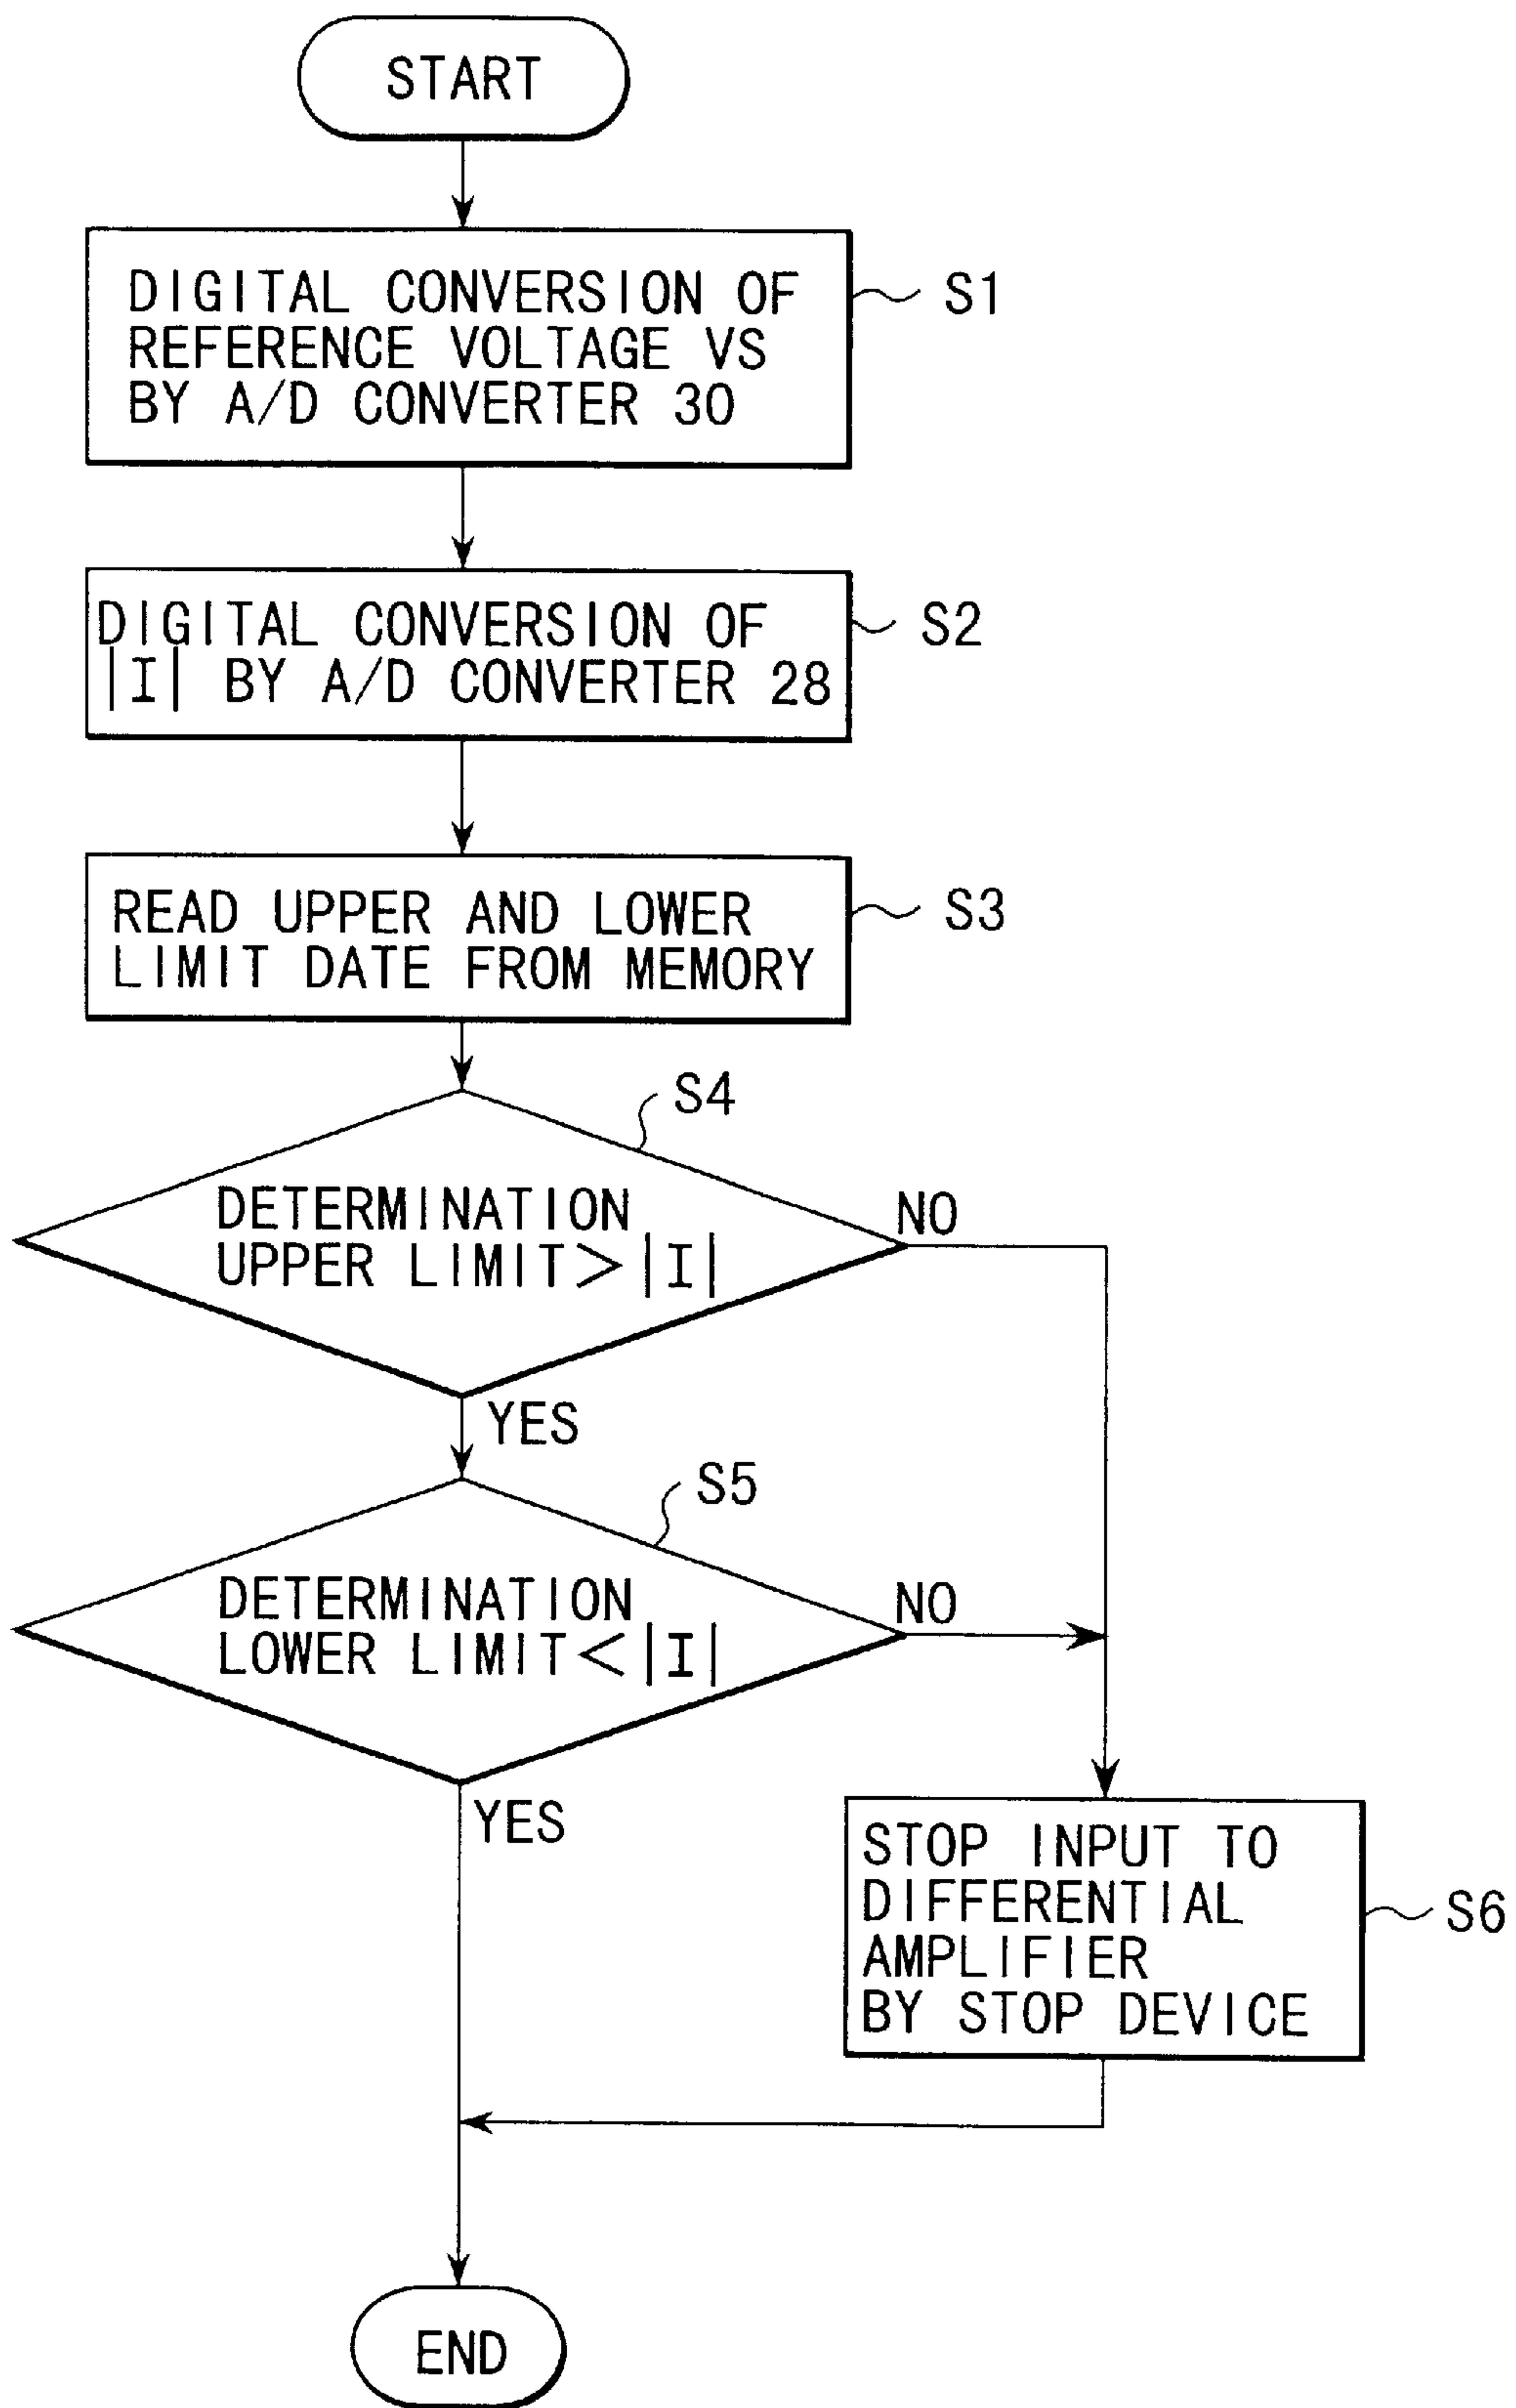 START
DIGITAL CONVERSION OF
REFERENCE VOLTAGE VS
BY A/D CONVERTER 30
S1
DIGITAL CONVERSION OF
|I| BY A/D CONVERTER 28
S2
READ UPPER AND LOWER
LIMIT DATE FROM MEMORY
S3
S4
DETERMINATION
UPPER LIMIT>|I|
NO
YES
S5
DETERMINATION
LOWER LIMIT<|I|
NO
YES
STOP INPUT TO
DIFFERENTIAL
AMPLIFIER
BY STOP DEVICE
S6
END